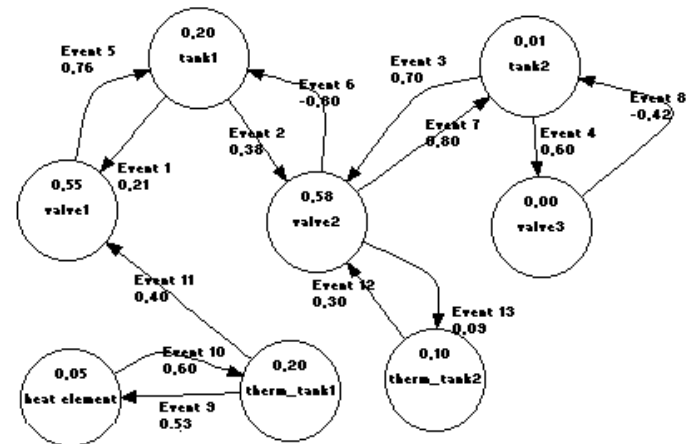 0,20
tank1
0,01
tank2
Event 5
0,76
Event 3
0,70
Event 6
-0,80
Event 8
-0,42
Event 2
0,38
Event 7
0,80
Event 4
0,60
Event 1
0,21
0,55
valve1
0,58
valve2
0,00
valve3
Event 11
0,40
Event 12
0,30
Event 13
0,09
Event 10
0,60
0,05
heat element
0,20
therm_tank1
0,10
therm_tank2
Event 9
0.53